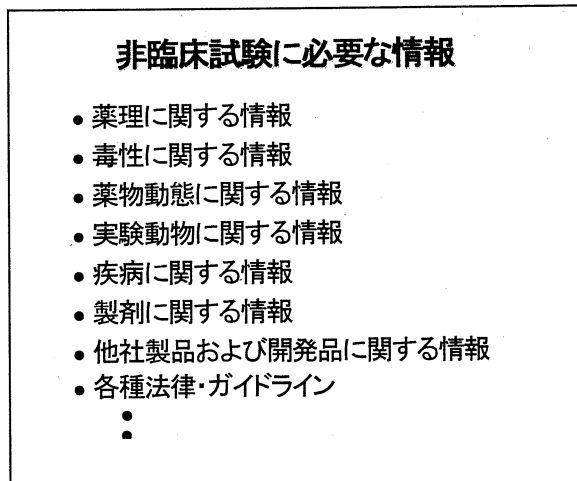 非臨床試験に必要な情報
● 薬理に関する情報
● 毒性に関する情報
● 薬物動態に関する情報
● 実験動物に関する情報
● 疾病に関する情報
● 製剤に関する情報
● 他社製品および開発品に関する情報
● 各種法律・ガイドライン
●
●